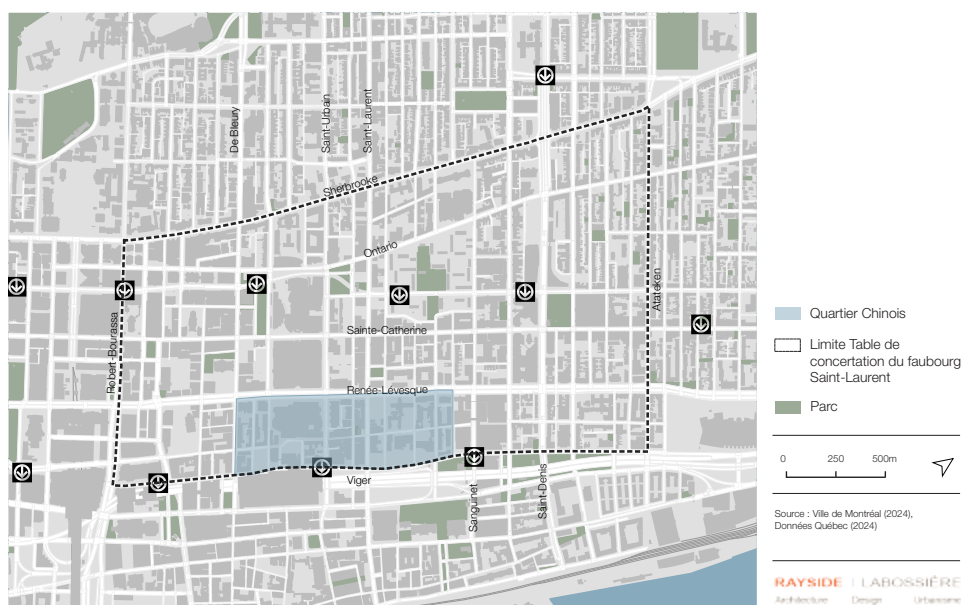 De Bleury
Saint-Urbain
Saint-Laurent
Sherbrooke
Ontario
Atateken
Robert-Bourassa
Sainte-Catherine
Renée-Lévesque
Viger
Sanguinet
Saint-Denis
Quartier Chinois
Limite Table de
concertation du faubourg
Saint-Laurent
Parc
0 250 500m
Source : Ville de Montréal (2024),
Données Québec (2024)
RAYSIDE | LABOSSIÈRE
Architecture Design Urbanisme